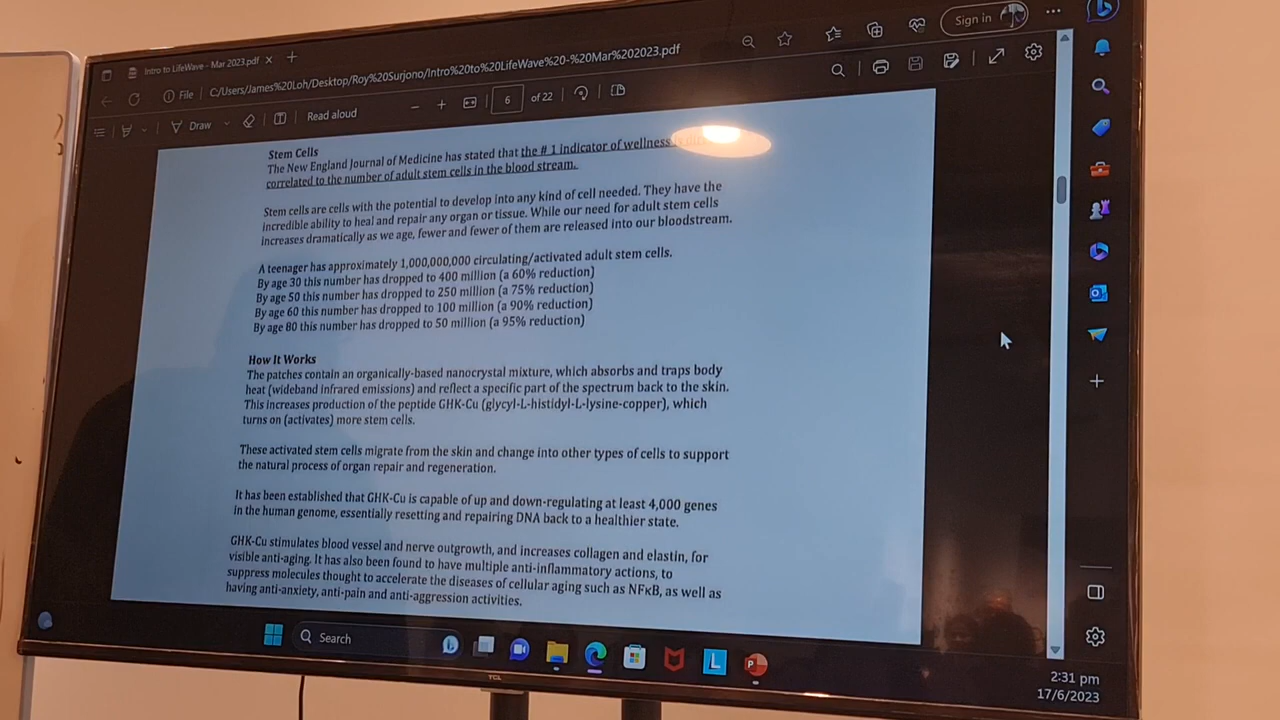 Intro to LifeWave - Mar 2023.pdf
Sign in
File
C:/Users/James%20Loh/Desktop/Roy%20Surjono/Intro%20to%20LifeWave%20-%20Mar%202023.pdf
Draw
Read aloud
6 of 22
Stem Cells
The New England Journal of Medicine has stated that the # 1 indicator of wellness
correlated to the number of adult stem cells in the blood stream.
Stem cells are cells with the potential to develop into any kind of cell needed. They have the
incredible ability to heal and repair any organ or tissue. While our need for adult stem cells
increases dramatically as we age, fewer and fewer of them are released into our bloodstream.
A teenager has approximately 1,000,000,000 circulating/activated adult stem cells.
By age 30 this number has dropped to 400 million (a 60% reduction)
By age 50 this number has dropped to 250 million (a 75% reduction)
By age 60 this number has dropped to 100 million (a 90% reduction)
By age 80 this number has dropped to 50 million (a 95% reduction)
How It Works
The patches contain an organically-based nanocrystal mixture, which absorbs and traps body
heat (wideband infrared emissions) and reflect a specific part of the spectrum back to the skin.
This increases production of the peptide GHK-Cu (glycyl-L-histidyl-L-lysine-copper), which
turns on (activates) more stem cells.
These activated stem cells migrate from the skin and change into other types of cells to support
the natural process of organ repair and regeneration.
It has been established that GHK-Cu is capable of up and down-regulating at least 4,000 genes
in the human genome, essentially resetting and repairing DNA back to a healthier state.
GHK-Cu stimulates blood vessel and nerve outgrowth, and increases collagen and elastin, for
visible anti-aging. It has also been found to have multiple anti-inflammatory actions, to
suppress molecules thought to accelerate the diseases of cellular aging such as NFκB, as well as
having anti-anxiety, anti-pain and anti-aggression activities.
Search
L
2:31 pm
17/6/2023
TCL